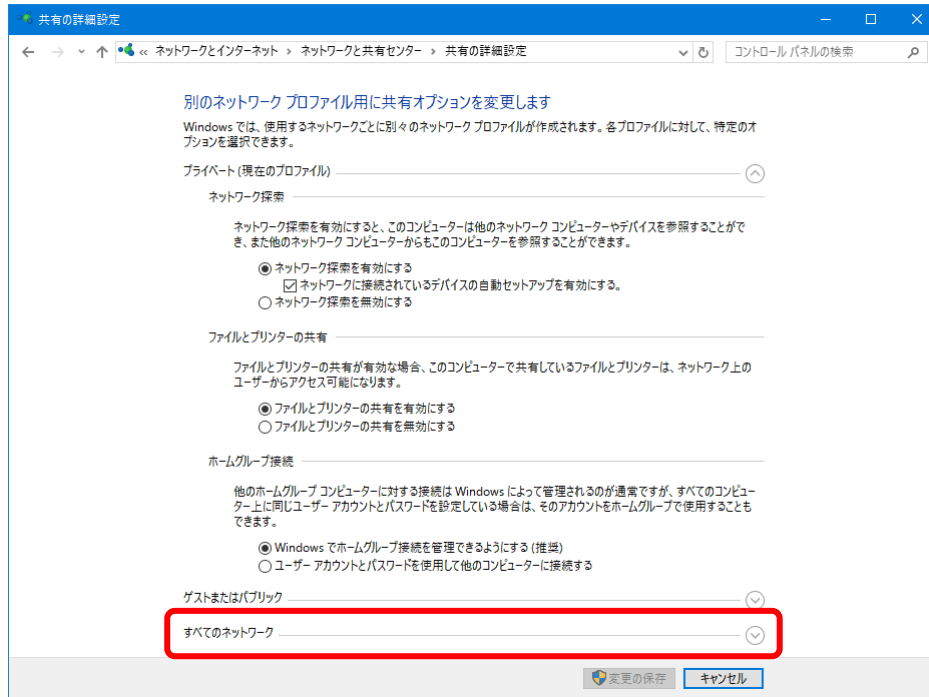 共有の詳細設定
« ネットワークとインターネット › ネットワークと共有センター › 共有の詳細設定
コントロール パネルの検索
別のネットワーク プロファイル用に共有オプションを変更します
Windows では、使用するネットワークごとに別々のネットワーク プロファイルが作成されます。各プロファイルに対して、特定のオ
プションを選択できます。
プライベート (現在のプロファイル)
ネットワーク探索
ネットワーク探索を有効にすると、このコンピューターは他のネットワーク コンピューターやデバイスを参照することがで
き、また他のネットワーク コンピューターからもこのコンピューターを参照することができます。
ネットワーク探索を有効にする
ネットワークに接続されているデバイスの自動セットアップを有効にする。
ネットワーク探索を無効にする
ファイルとプリンターの共有
ファイルとプリンターの共有が有効な場合、このコンピューターで共有しているファイルとプリンターは、ネットワーク上の
ユーザーからアクセス可能になります。
ファイルとプリンターの共有を有効にする
ファイルとプリンターの共有を無効にする
ホームグループ接続
他のホームグループ コンピューターに対する接続は Windows によって管理されるのが通常ですが、すべてのコンピュー
ター上に同じユーザー アカウントとパスワードを設定している場合は、そのアカウントをホームグループで使用することも
できます。
Windows でホームグループ接続を管理できるようにする (推奨)
ユーザー アカウントとパスワードを使用して他のコンピューターに接続する
ゲストまたはパブリック
すべてのネットワーク
変更の保存
キャンセル